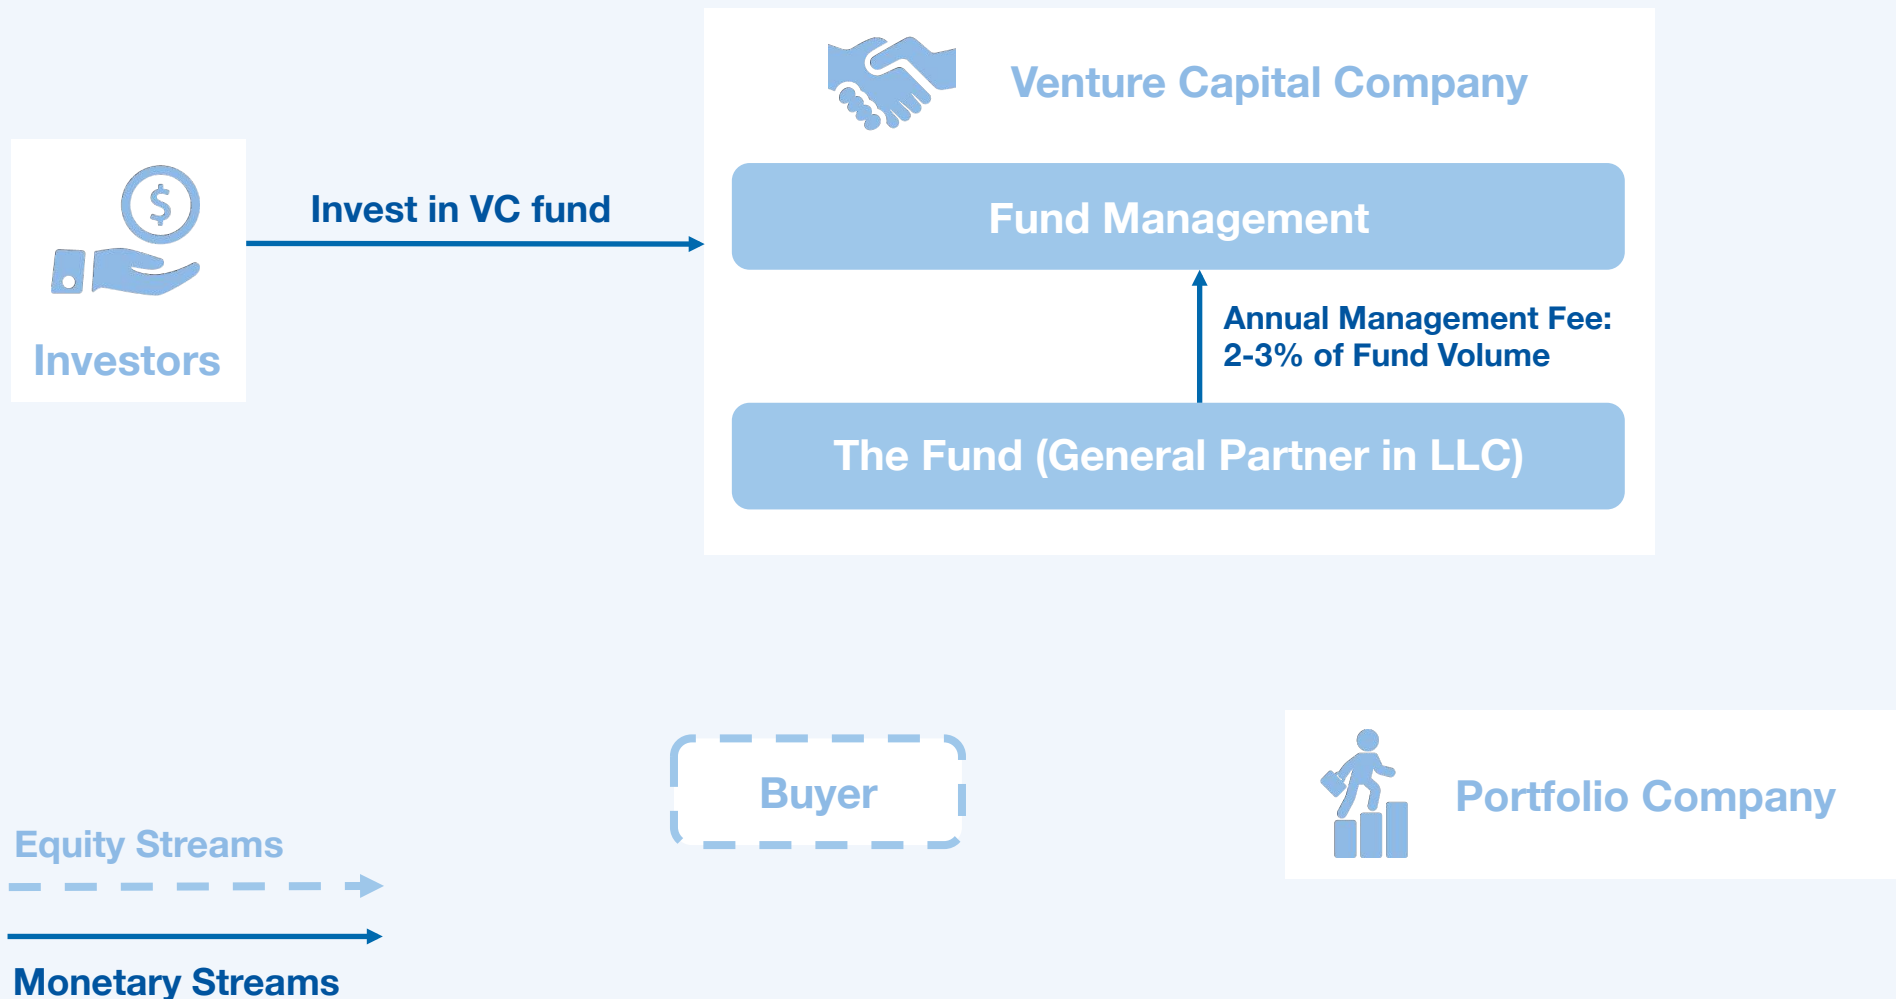 Venture Capital Company
$
Invest in VC fund
Fund Management
Investors
Annual Management Fee:
2-3% of Fund Volume
The Fund (General Partner in LLC)
Buyer
Portfolio Company
Equity Streams
Monetary Streams